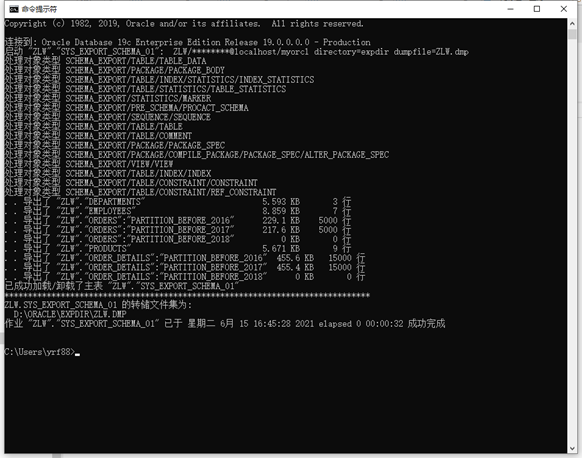 命令提示符
Copyright (c) 1982, 2019, Oracle and/or its affiliates.  All rights reserved.
连接到: Oracle Database 19c Enterprise Edition Release 19.0.0.0.0 - Production
启动 "ZLW"."SYS_EXPORT_SCHEMA_01":  ZLW/********@localhost/myorcl directory=expdir dumpfile=ZLW.dmp
处理对象类型 SCHEMA_EXPORT/TABLE/TABLE_DATA
处理对象类型 SCHEMA_EXPORT/PACKAGE/PACKAGE_BODY
处理对象类型 SCHEMA_EXPORT/TABLE/INDEX/STATISTICS/INDEX_STATISTICS
处理对象类型 SCHEMA_EXPORT/TABLE/STATISTICS/TABLE_STATISTICS
处理对象类型 SCHEMA_EXPORT/STATISTICS/MARKER
处理对象类型 SCHEMA_EXPORT/PRE_SCHEMA/PROCACT_SCHEMA
处理对象类型 SCHEMA_EXPORT/SEQUENCE/SEQUENCE
处理对象类型 SCHEMA_EXPORT/TABLE/TABLE
处理对象类型 SCHEMA_EXPORT/TABLE/COMMENT
处理对象类型 SCHEMA_EXPORT/PACKAGE/PACKAGE_SPEC
处理对象类型 SCHEMA_EXPORT/PACKAGE/COMPILE_PACKAGE/PACKAGE_SPEC/ALTER_PACKAGE_SPEC
处理对象类型 SCHEMA_EXPORT/VIEW/VIEW
处理对象类型 SCHEMA_EXPORT/TABLE/INDEX/INDEX
处理对象类型 SCHEMA_EXPORT/TABLE/CONSTRAINT/CONSTRAINT
处理对象类型 SCHEMA_EXPORT/TABLE/CONSTRAINT/REF_CONSTRAINT
. . 导出了 "ZLW"."DEPARTMENTS" 5.593 KB 3 行
. . 导出了 "ZLW"."EMPLOYEES" 8.859 KB 7 行
. . 导出了 "ZLW"."ORDERS":"PARTITION_BEFORE_2016" 229.1 KB 5000 行
. . 导出了 "ZLW"."ORDERS":"PARTITION_BEFORE_2017" 217.6 KB 5000 行
. . 导出了 "ZLW"."ORDERS":"PARTITION_BEFORE_2018" 0 KB 0 行
. . 导出了 "ZLW"."PRODUCTS" 5.671 KB 9 行
. . 导出了 "ZLW"."ORDER_DETAILS":"PARTITION_BEFORE_2016" 455.6 KB 15000 行
. . 导出了 "ZLW"."ORDER_DETAILS":"PARTITION_BEFORE_2017" 455.4 KB 15000 行
. . 导出了 "ZLW"."ORDER_DETAILS":"PARTITION_BEFORE_2018" 0 KB 0 行
已成功加载/卸载了主表 "ZLW"."SYS_EXPORT_SCHEMA_01"
******************************************************************************
ZLW.SYS_EXPORT_SCHEMA_01 的转储文件集为:
D:\ORACLE\EXPDIR\ZLW.DMP
作业 "ZLW"."SYS_EXPORT_SCHEMA_01" 已于 星期二 6月 15 16:45:28 2021 elapsed 0 00:00:32 成功完成
C:\Users\yrf88>